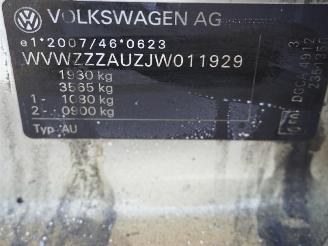 VOLKSWAGEN AG
e1*2007/46*0623
WVWZZZAUZJW011929
1930 kg
3565 kg
1- 1080 kg
2- 0900 kg
Typ AU